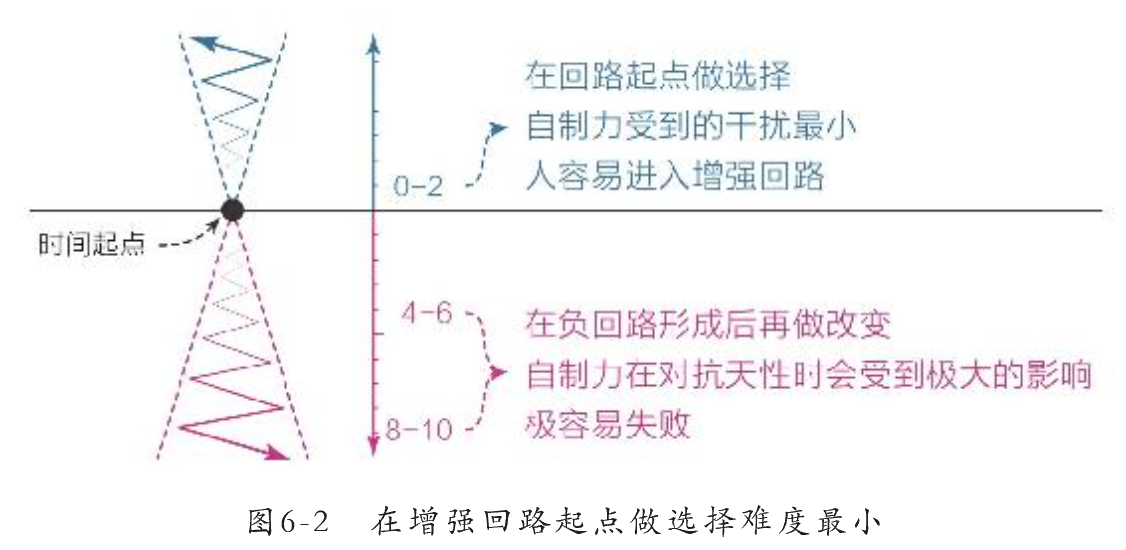 在回路起点做选择
自制力受到的干扰最小
人容易进入增强回路
0-2
时间起点
4-6
在负回路形成后再做改变
自制力在对抗天性时会受到极大的影响
极容易失败
8-10
图6-2 在增强回路起点做选择难度最小